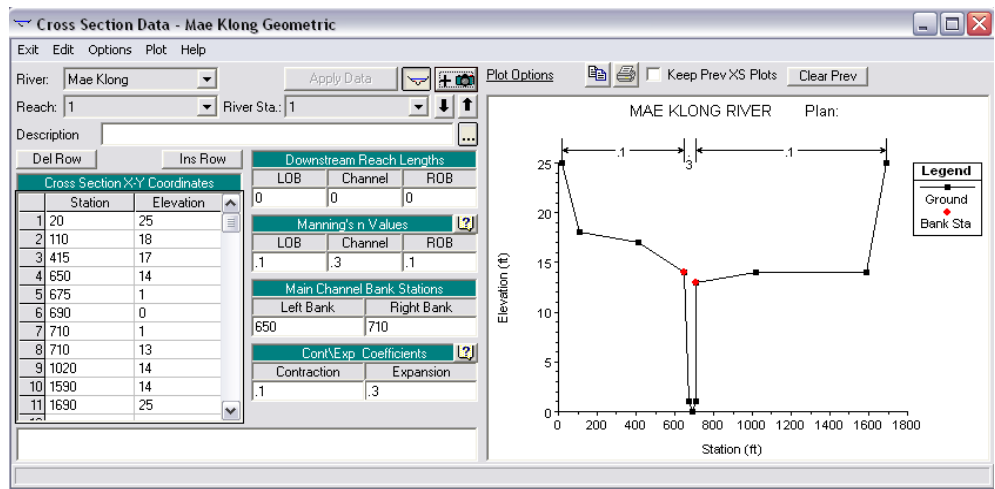 Cross Section Data - Mae Klong Geometric
Exit Edit Options Plot Help
River: Mae Klong Apply Data
Reach: 1 River Sta.: 1
Description ...
Del Row Ins Row
Cross Section X-Y Coordinates
Station Elevation
1 20 25
2 110 18
3 415 17
4 650 14
5 675 1
6 690 0
7 710 1
8 710 13
9 1020 14
10 1590 14
11 1690 25
Downstream Reach Lengths
LOB Channel ROB
0 0 0
Manning's n Values
LOB Channel ROB
.1 .3 .1
Main Channel Bank Stations
Left Bank Right Bank
650 710
Cont\Exp Coefficients
Contraction Expansion
.1 .3
Plot Options Keep Prev XS Plots Clear Prev
MAE KLONG RIVER Plan:
.1 .3 .1
Legend
Ground
Bank Sta
Elevation (ft)
25
20
15
10
5
0
0 200 400 600 800 1000 1200 1400 1600 1800
Station (ft)